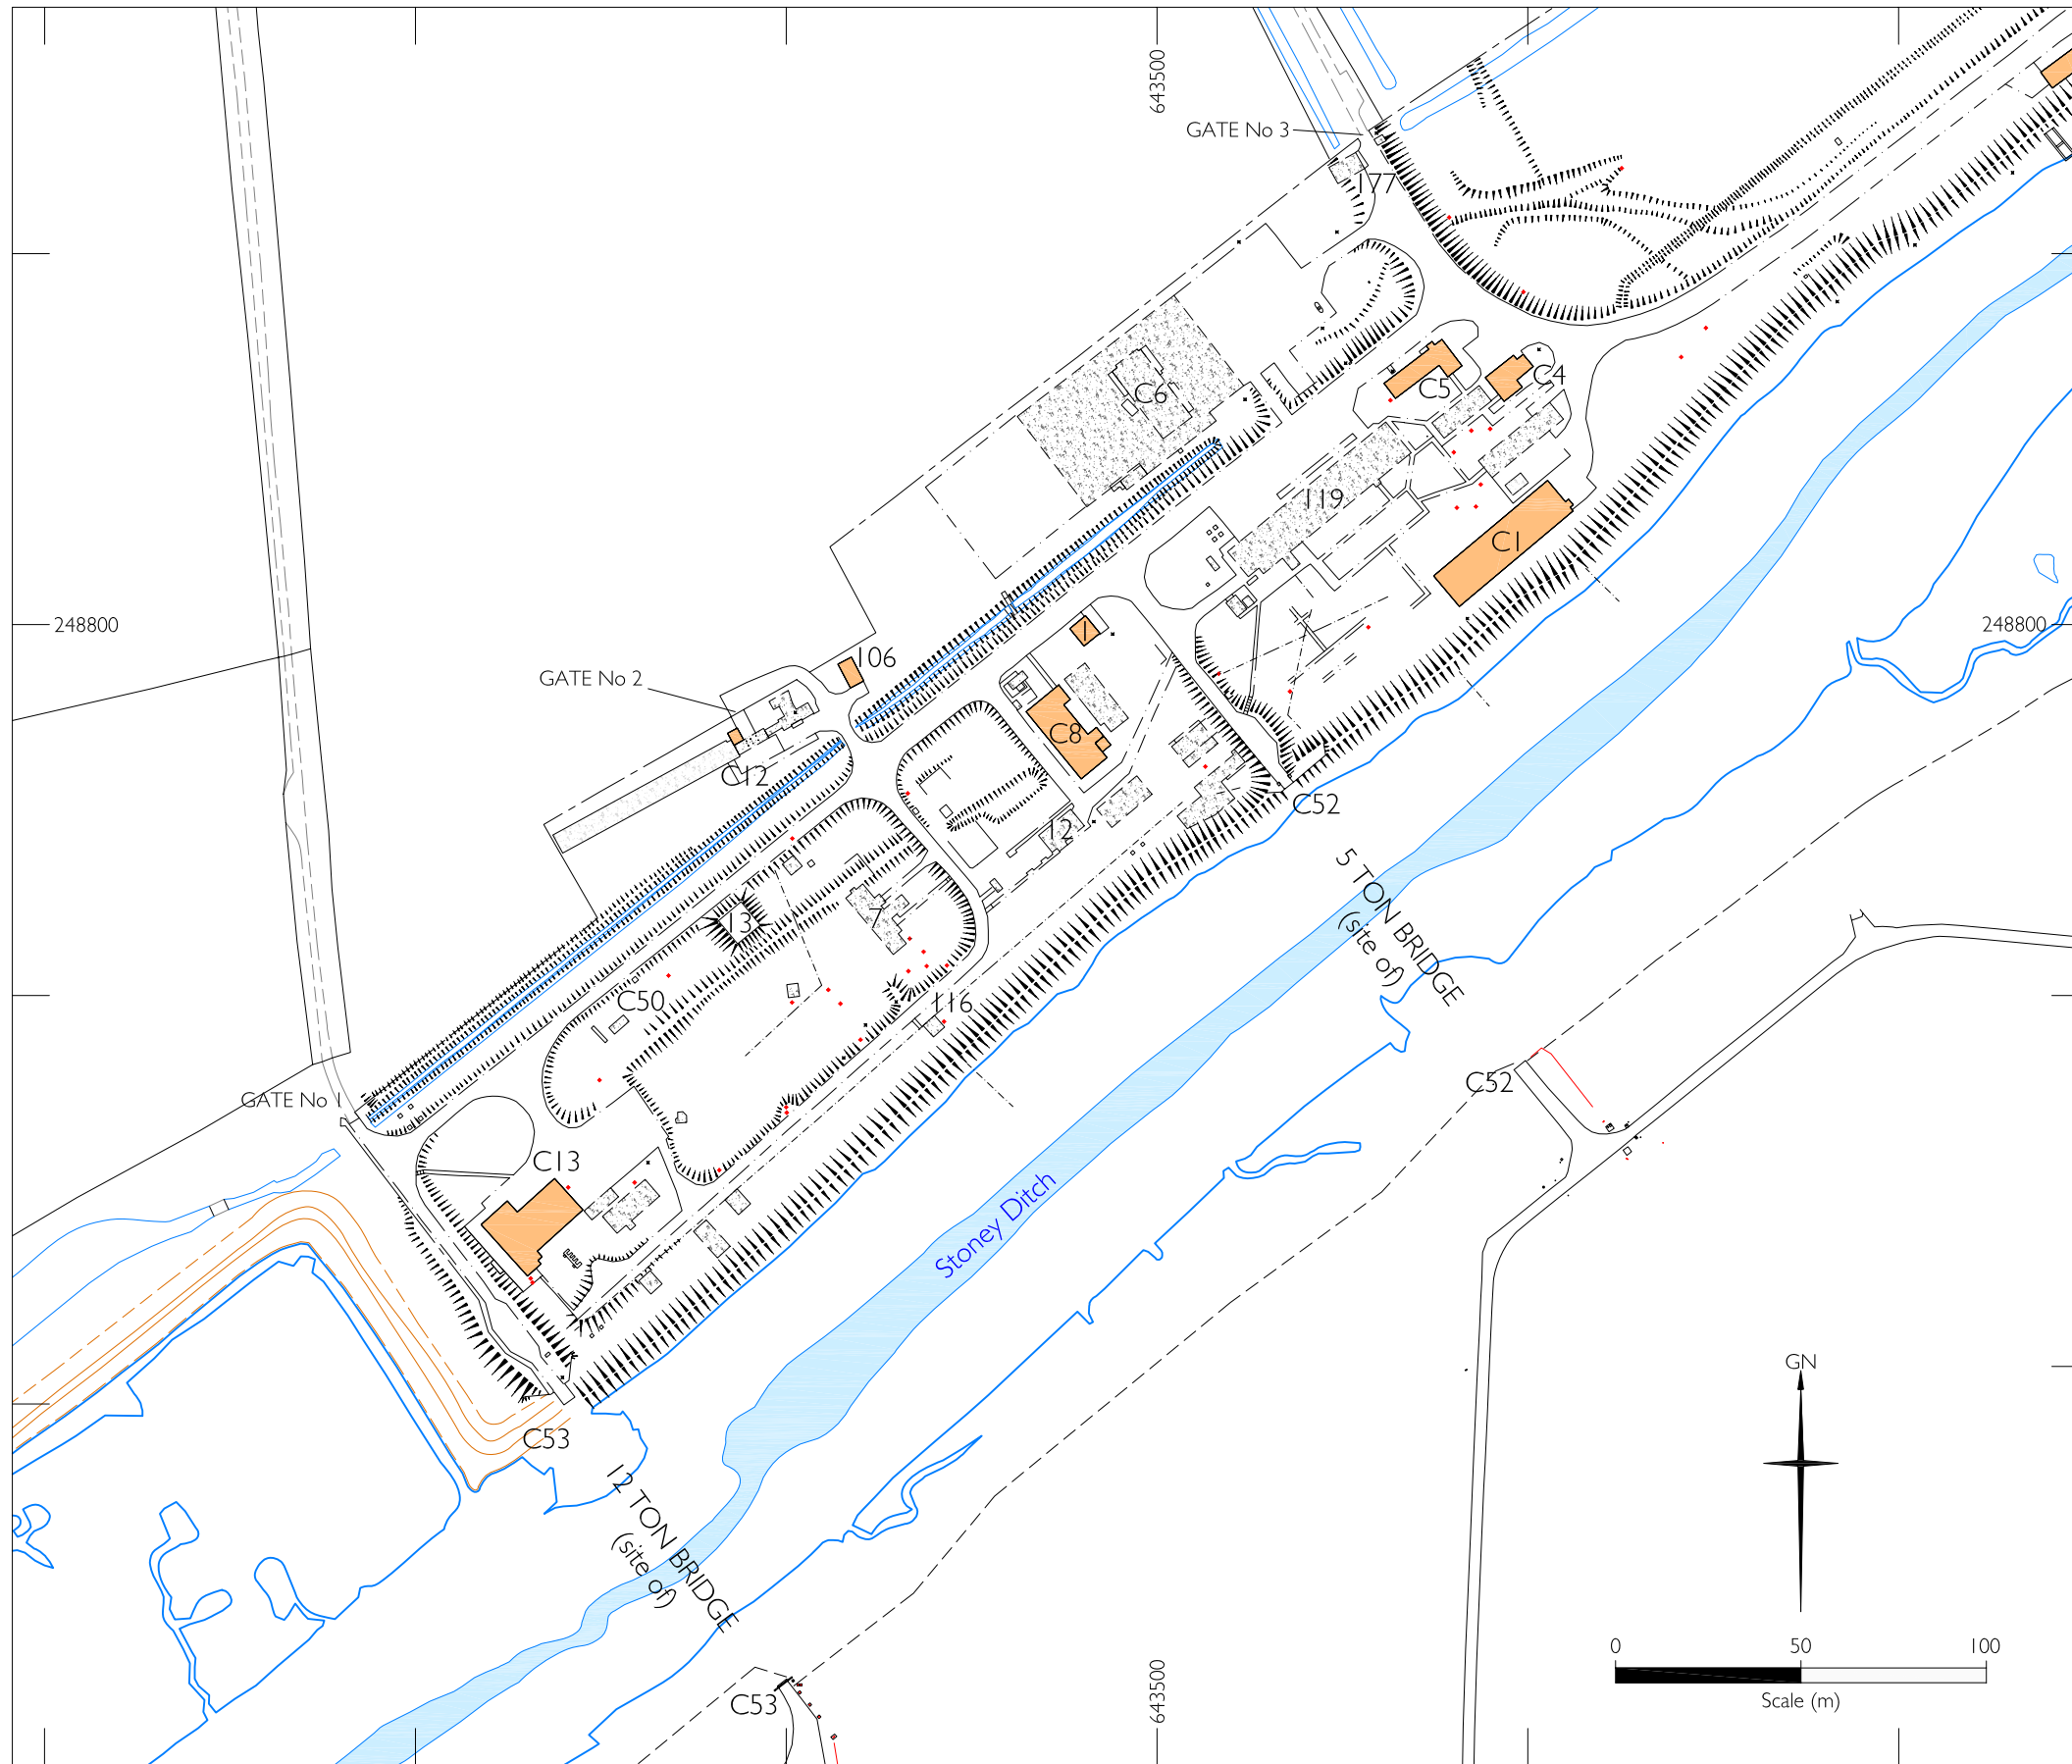 643500
GATE No 3
177
C6
C5
C4
119
C1
248800
248800
106
GATE No 2
1
C8
C12
C52
12
5 TON BRIDGE
(site of)
13
7
C50
116
C52
GATE No 1
C13
Stoney Ditch
GN
C53
12 TON BRIDGE
(site of)
0 50 100
Scale (m)
643500
C53